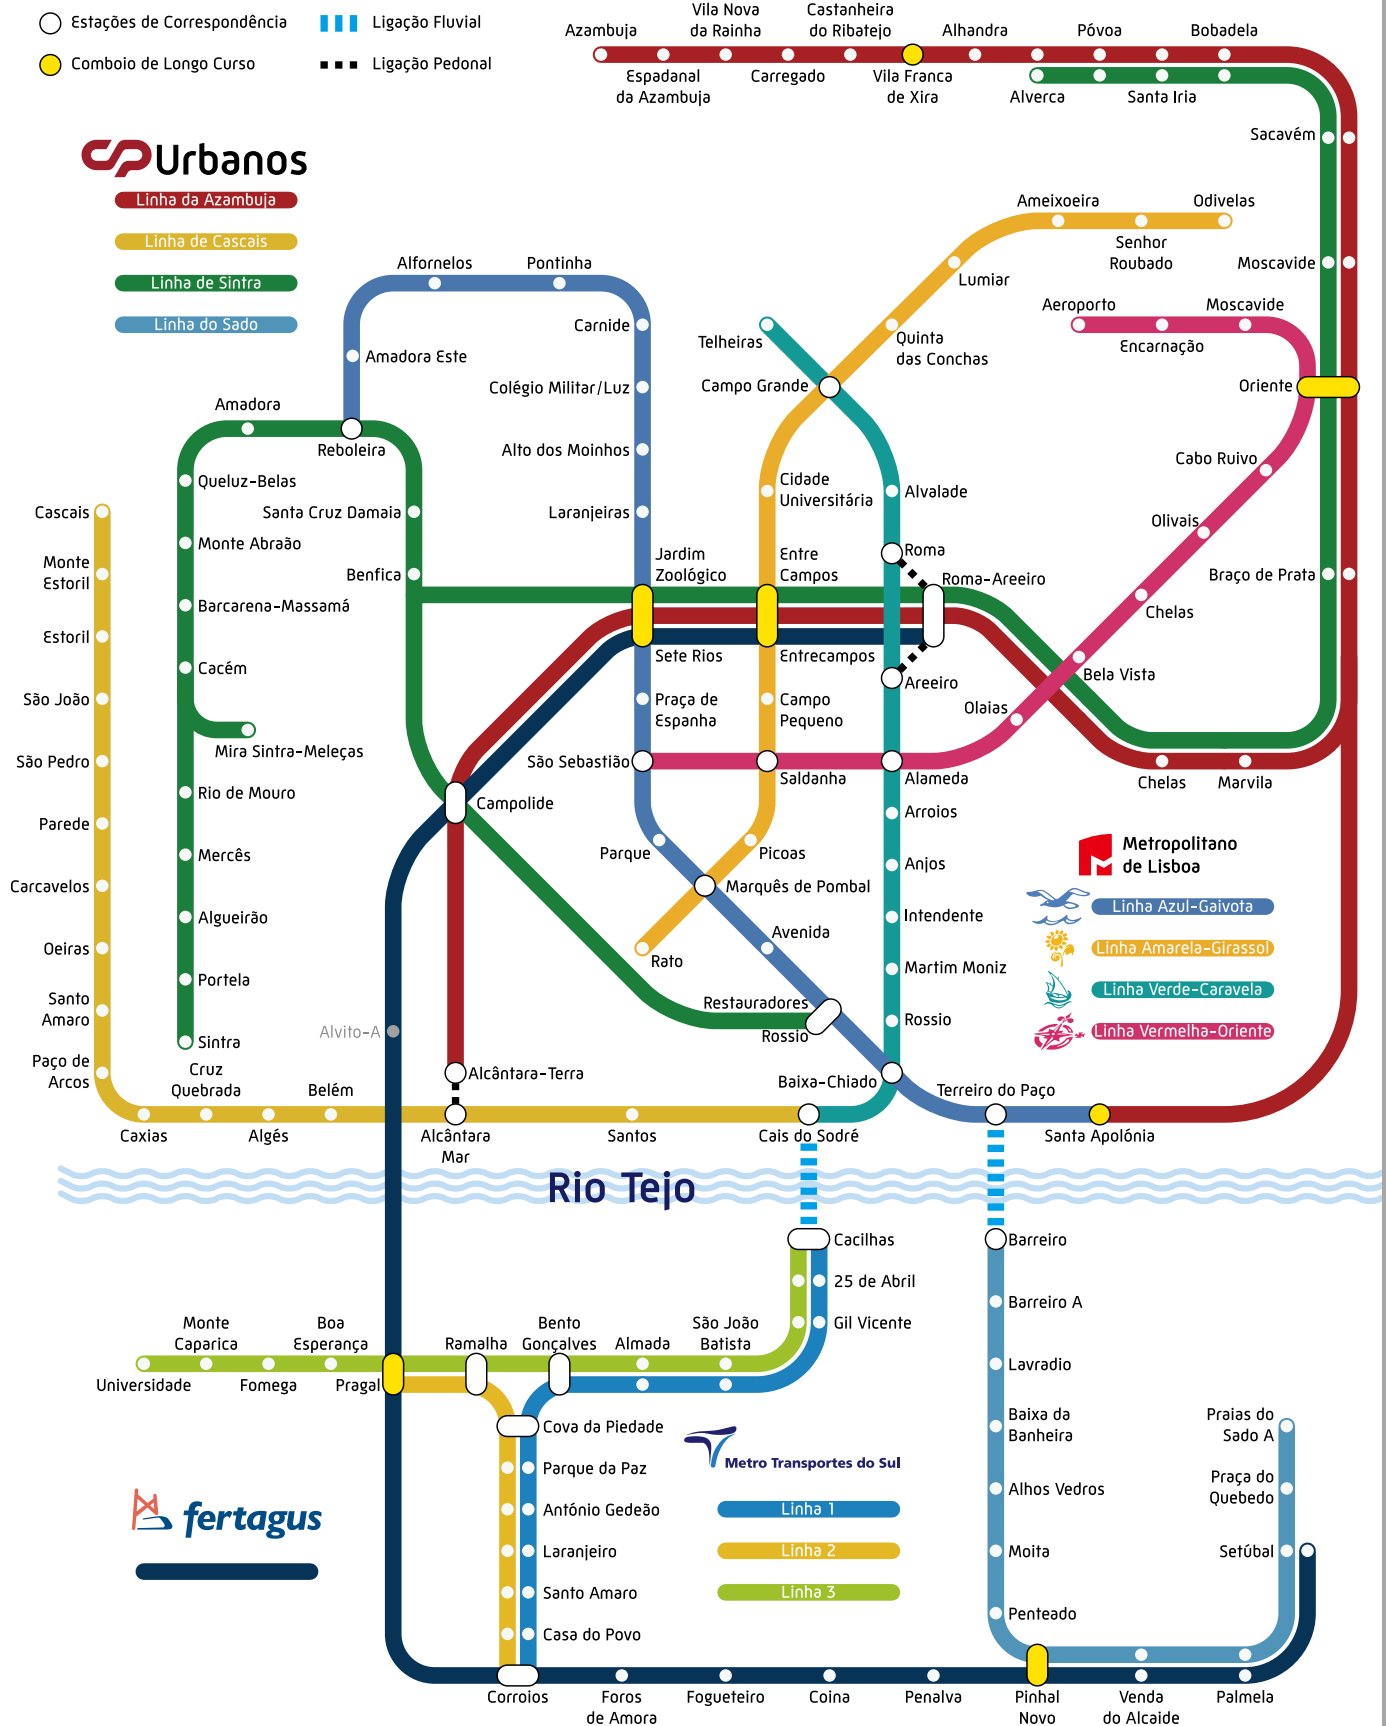 Estações de Correspondência
Ligação Fluvial
Comboio de Longo Curso
Ligação Pedonal
Azambuja
Vila Nova
da Rainha
Castanheira
do Ribatejo
Alhandra
Póvoa
Bobadela
Espadanal
da Azambuja
Carregado
Vila Franca
de Xira
Alverca
Santa Iria
Sacavém
CP Urbanos
Linha da Azambuja
Linha de Cascais
Linha de Sintra
Linha do Sado
Ameixoeira
Odivelas
Senhor
Roubado
Moscavide
Lumiar
Alfornelos
Pontinha
Carnide
Amadora Este
Colégio Militar/Luz
Alto dos Moinhos
Laranjeiras
Telheiras
Campo Grande
Quinta
das Conchas
Aeroporto
Moscavide
Encarnação
Oriente
Cabo Ruivo
Olivais
Chelas
Bela Vista
Olaias
Amadora
Reboleira
Queluz-Belas
Santa Cruz Damaia
Monte Abraão
Benfica
Barcarena-Massamá
Cacém
Mira Sintra-Meleças
Rio de Mouro
Mercês
Algueirão
Portela
Sintra
Cascais
Monte
Estoril
Estoril
São João
São Pedro
Parede
Carcavelos
Oeiras
Santo
Amaro
Paço de
Arcos
Cidade
Universitária
Alvalade
Roma
Roma-Areeiro
Braço de Prata
Jardim
Zoológico
Entre
Campos
Sete Rios
Entrecampos
Areeiro
Praça de
Espanha
Campo
Pequeno
São Sebastião
Saldanha
Alameda
Chelas
Marvila
Campolide
Arroios
Parque
Picoas
Anjos
Marquês de Pombal
Intendente
Avenida
Rato
Martim Moniz
Restauradores
Rossio
Rossio
Metropolitano
de Lisboa
Linha Azul-Gaivota
Linha Amarela-Girassol
Linha Verde-Caravela
Linha Vermelha-Oriente
Alvito-A
Alcântara-Terra
Baixa-Chiado
Terreiro do Paço
Cruz
Quebrada
Belém
Caxias
Algés
Alcântara
Mar
Santos
Cais do Sodré
Santa Apolónia
Rio Tejo
Cacilhas
25 de Abril
Gil Vicente
Barreiro
Barreiro A
Lavradio
Baixa da
Banheira
Alhos Vedros
Moita
Penteado
Monte
Caparica
Boa
Esperança
Ramalha
Bento
Gonçalves
Almada
São João
Batista
Universidade
Fomega
Pragal
Cova da Piedade
Parque da Paz
António Gedeão
Laranjeiro
Santo Amaro
Casa do Povo
Metro Transportes do Sul
Linha 1
Linha 2
Linha 3
fertagus
Praias do
Sado A
Praça do
Quebedo
Setúbal
Corroios
Foros
de Amora
Fogueteiro
Coina
Penalva
Pinhal
Novo
Venda
do Alcaide
Palmela